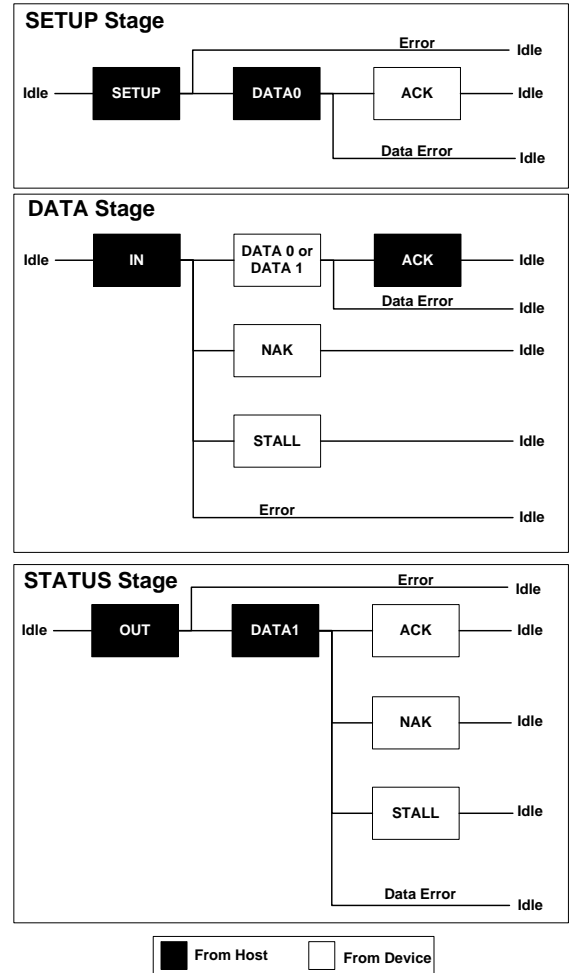 SETUP Stage
Error
Idle
Idle
SETUP
DATA0
ACK
Idle
Data Error
Idle
DATA Stage
Idle
IN
DATA 0 or
DATA 1
ACK
Idle
Data Error
Idle
NAK
Idle
STALL
Idle
Error
Idle
STATUS Stage
Error
Idle
Idle
OUT
DATA1
ACK
Idle
NAK
Idle
STALL
Idle
Data Error
Idle
From Host
From Device